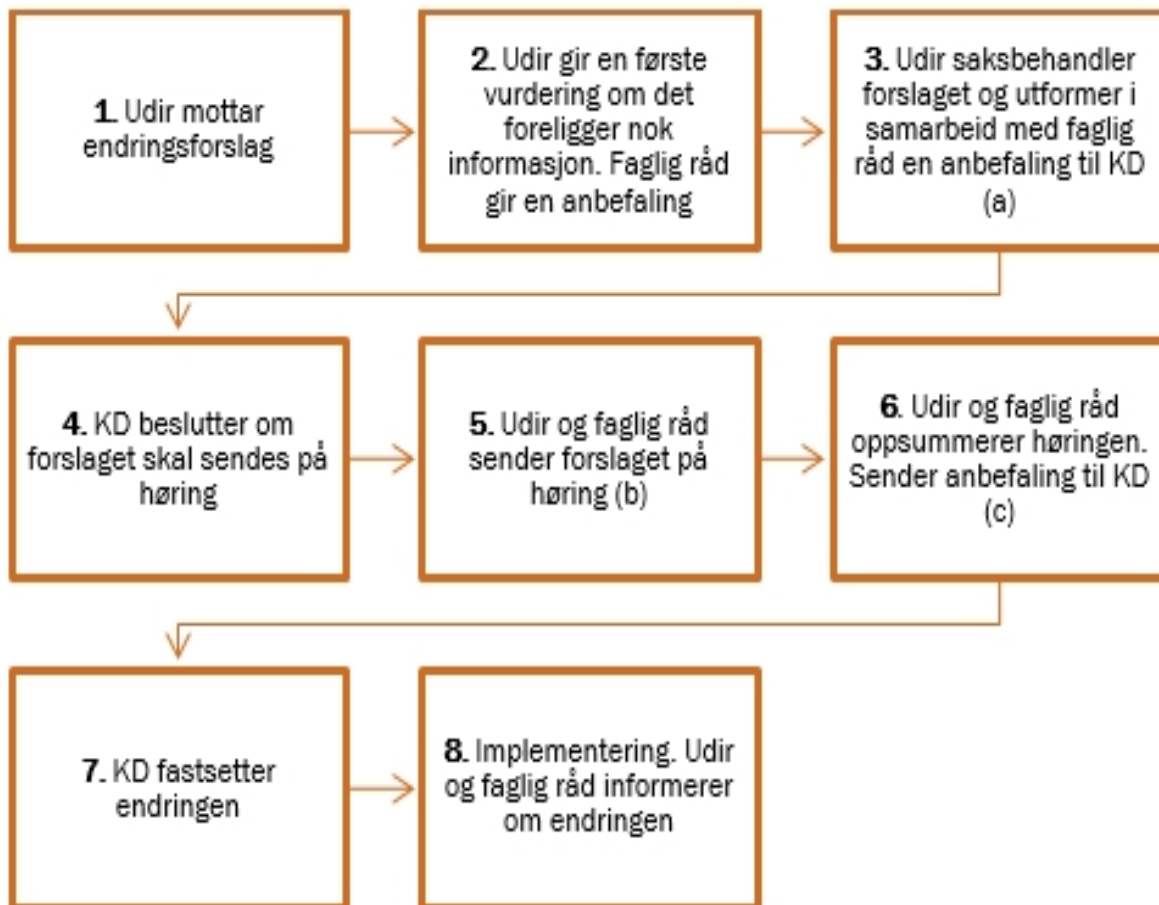 1. Udir mottar
endringsforslag
2. Udir gir en første
vurdering om det
foreligger nok
informasjon. Faglig råd
gir en anbefaling
3. Udir saksbehandler
forslaget og utformer i
samarbeid med faglig
råd en anbefaling til KD
(a)
4. KD beslutter om
forslaget skal sendes på
høring
5. Udir og faglig råd
sender forslaget på
høring (b)
6. Udir og faglig råd
oppsummerer høringen.
Sender anbefaling til KD
(c)
7. KD fastsetter
endringen
8. Implementering. Udir
og faglig råd informerer
om endringen